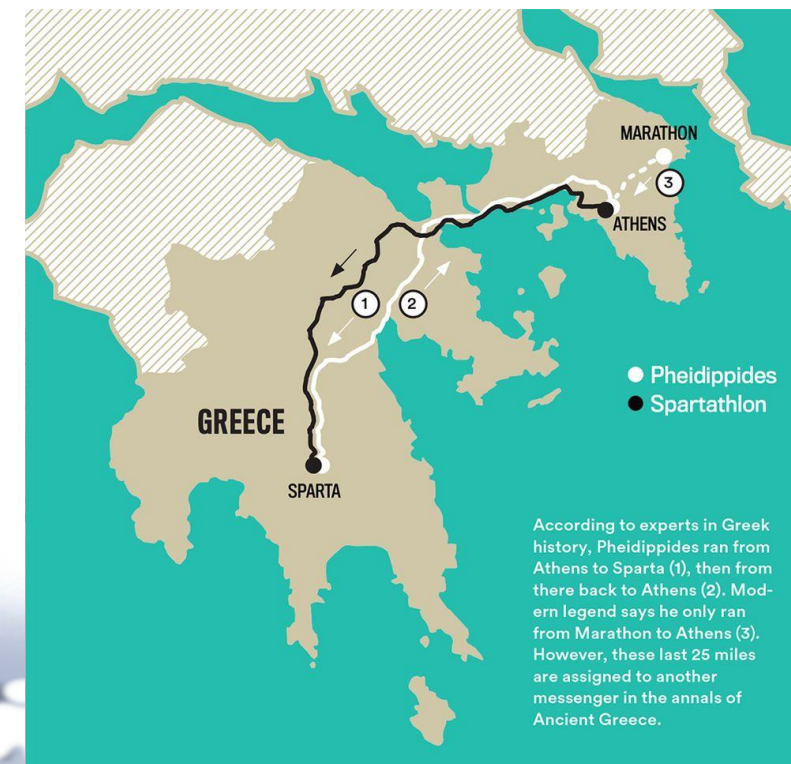 MARATHON
3
ATHENS
1
2
Pheidippides
Spartathlon
GREECE
SPARTA
According to experts in Greek
history, Pheidippides ran from
Athens to Sparta (1), then from
there back to Athens (2). Mod-
ern legend says he only ran
from Marathon to Athens (3).
However, these last 25 miles
are assigned to another
messenger in the annals of
Ancient Greece.